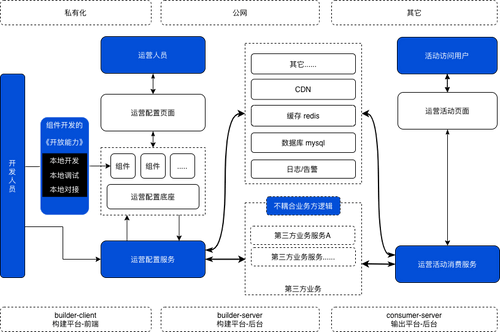 私有化
公网
其它
运营人员
活动访问用户
其它......
CDN
缓存 redis
数据库 mysql
日志/告警
运营配置页面
运营活动页面
开发人员
组件开发的
《开放能力》
本地开发
本地调试
本地对接
组件
组件
.....
运营配置底座
不耦合业务方逻辑
第三方业务服务A
第三方业务服务......
第三方业务
运营配置服务
运营活动消费服务
builder-client
构建平台-前端
builder-server
构建平台-后台
consumer-server
输出平台-后台